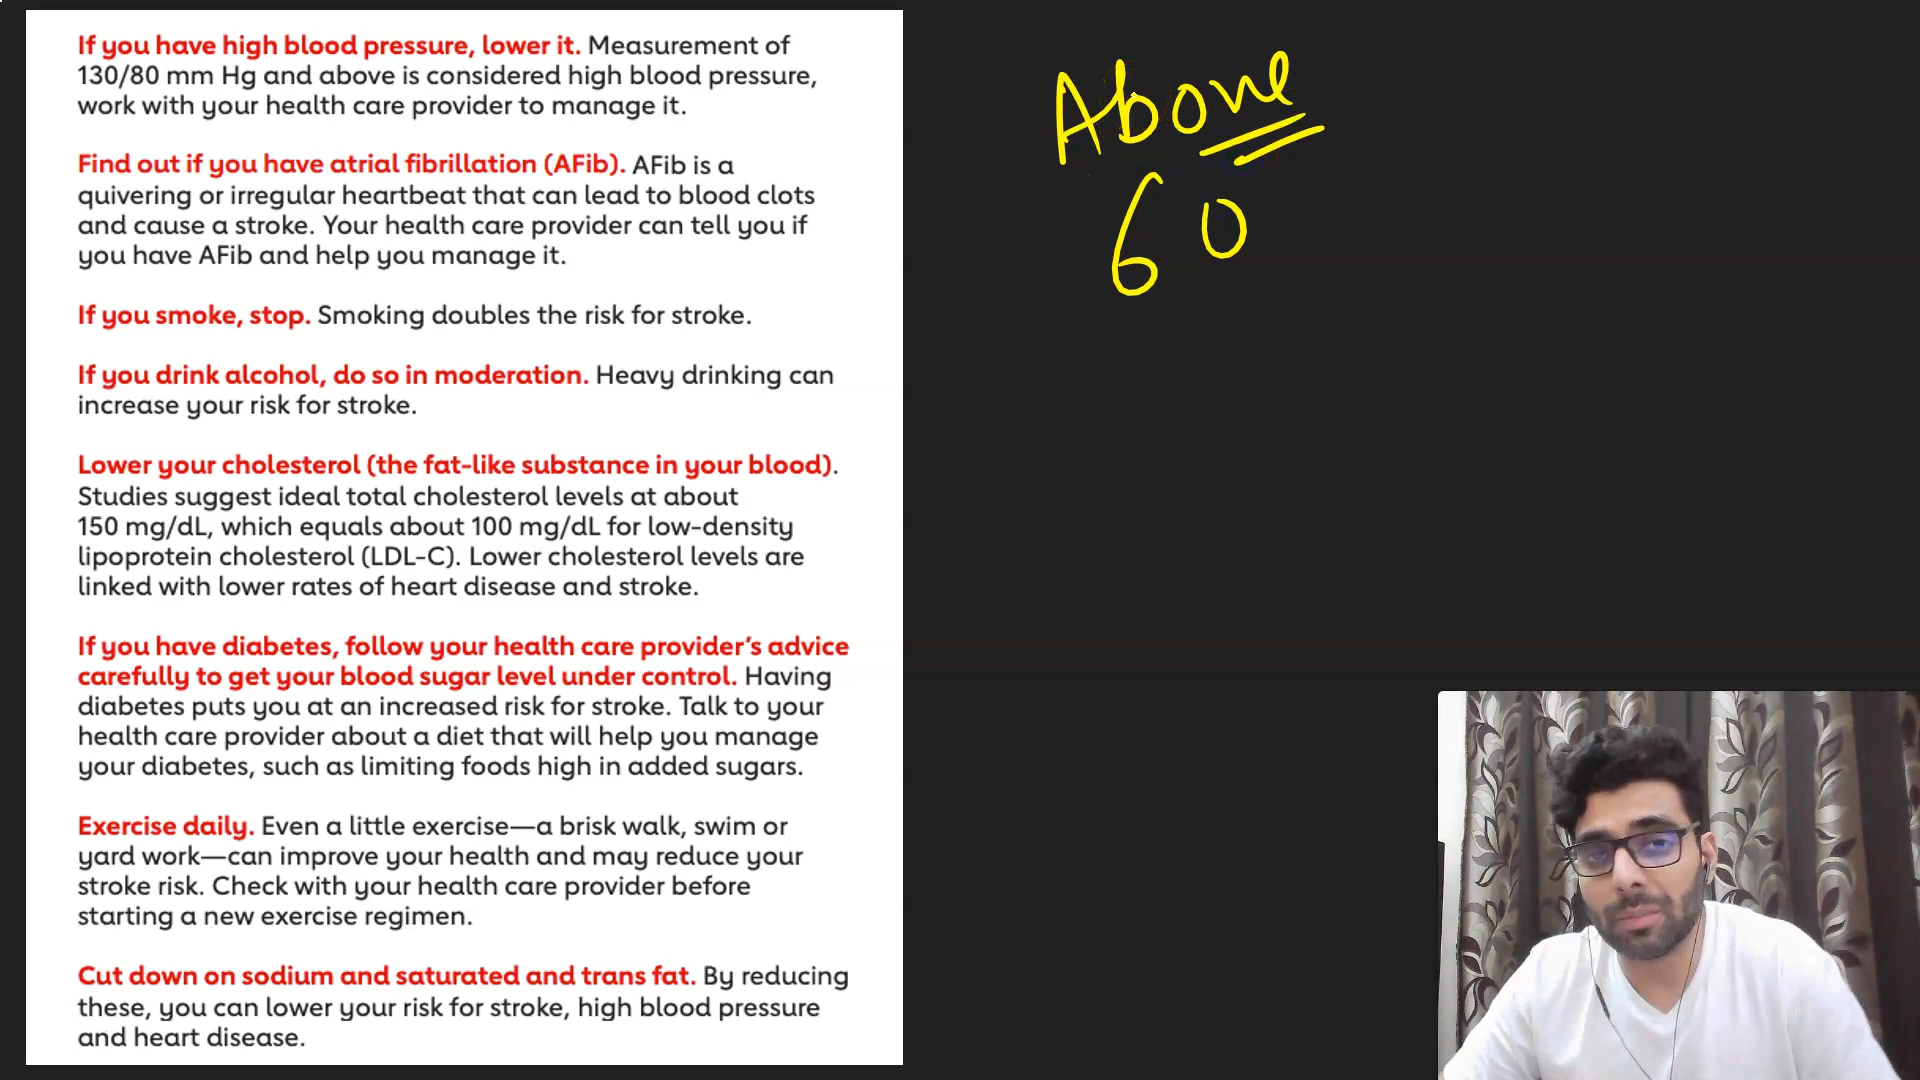 If you have high blood pressure, lower it. Measurement of
130/80 mm Hg and above is considered high blood pressure,
work with your health care provider to manage it.
Find out if you have atrial fibrillation (AFib). AFib is a
quivering or irregular heartbeat that can lead to blood clots
and cause a stroke. Your health care provider can tell you if
you have AFib and help you manage it.
If you smoke, stop. Smoking doubles the risk for stroke.
If you drink alcohol, do so in moderation. Heavy drinking can
increase your risk for stroke.
Lower your cholesterol (the fat-like substance in your blood).
Studies suggest ideal total cholesterol levels at about
150 mg/dL, which equals about 100 mg/dL for low-density
lipoprotein cholesterol (LDL-C). Lower cholesterol levels are
linked with lower rates of heart disease and stroke.
If you have diabetes, follow your health care provider’s advice
carefully to get your blood sugar level under control. Having
diabetes puts you at an increased risk for stroke. Talk to your
health care provider about a diet that will help you manage
your diabetes, such as limiting foods high in added sugars.
Exercise daily. Even a little exercise—a brisk walk, swim or
yard work—can improve your health and may reduce your
stroke risk. Check with your health care provider before
starting a new exercise regimen.
Cut down on sodium and saturated and trans fat. By reducing
these, you can lower your risk for stroke, high blood pressure
and heart disease.
Above
60